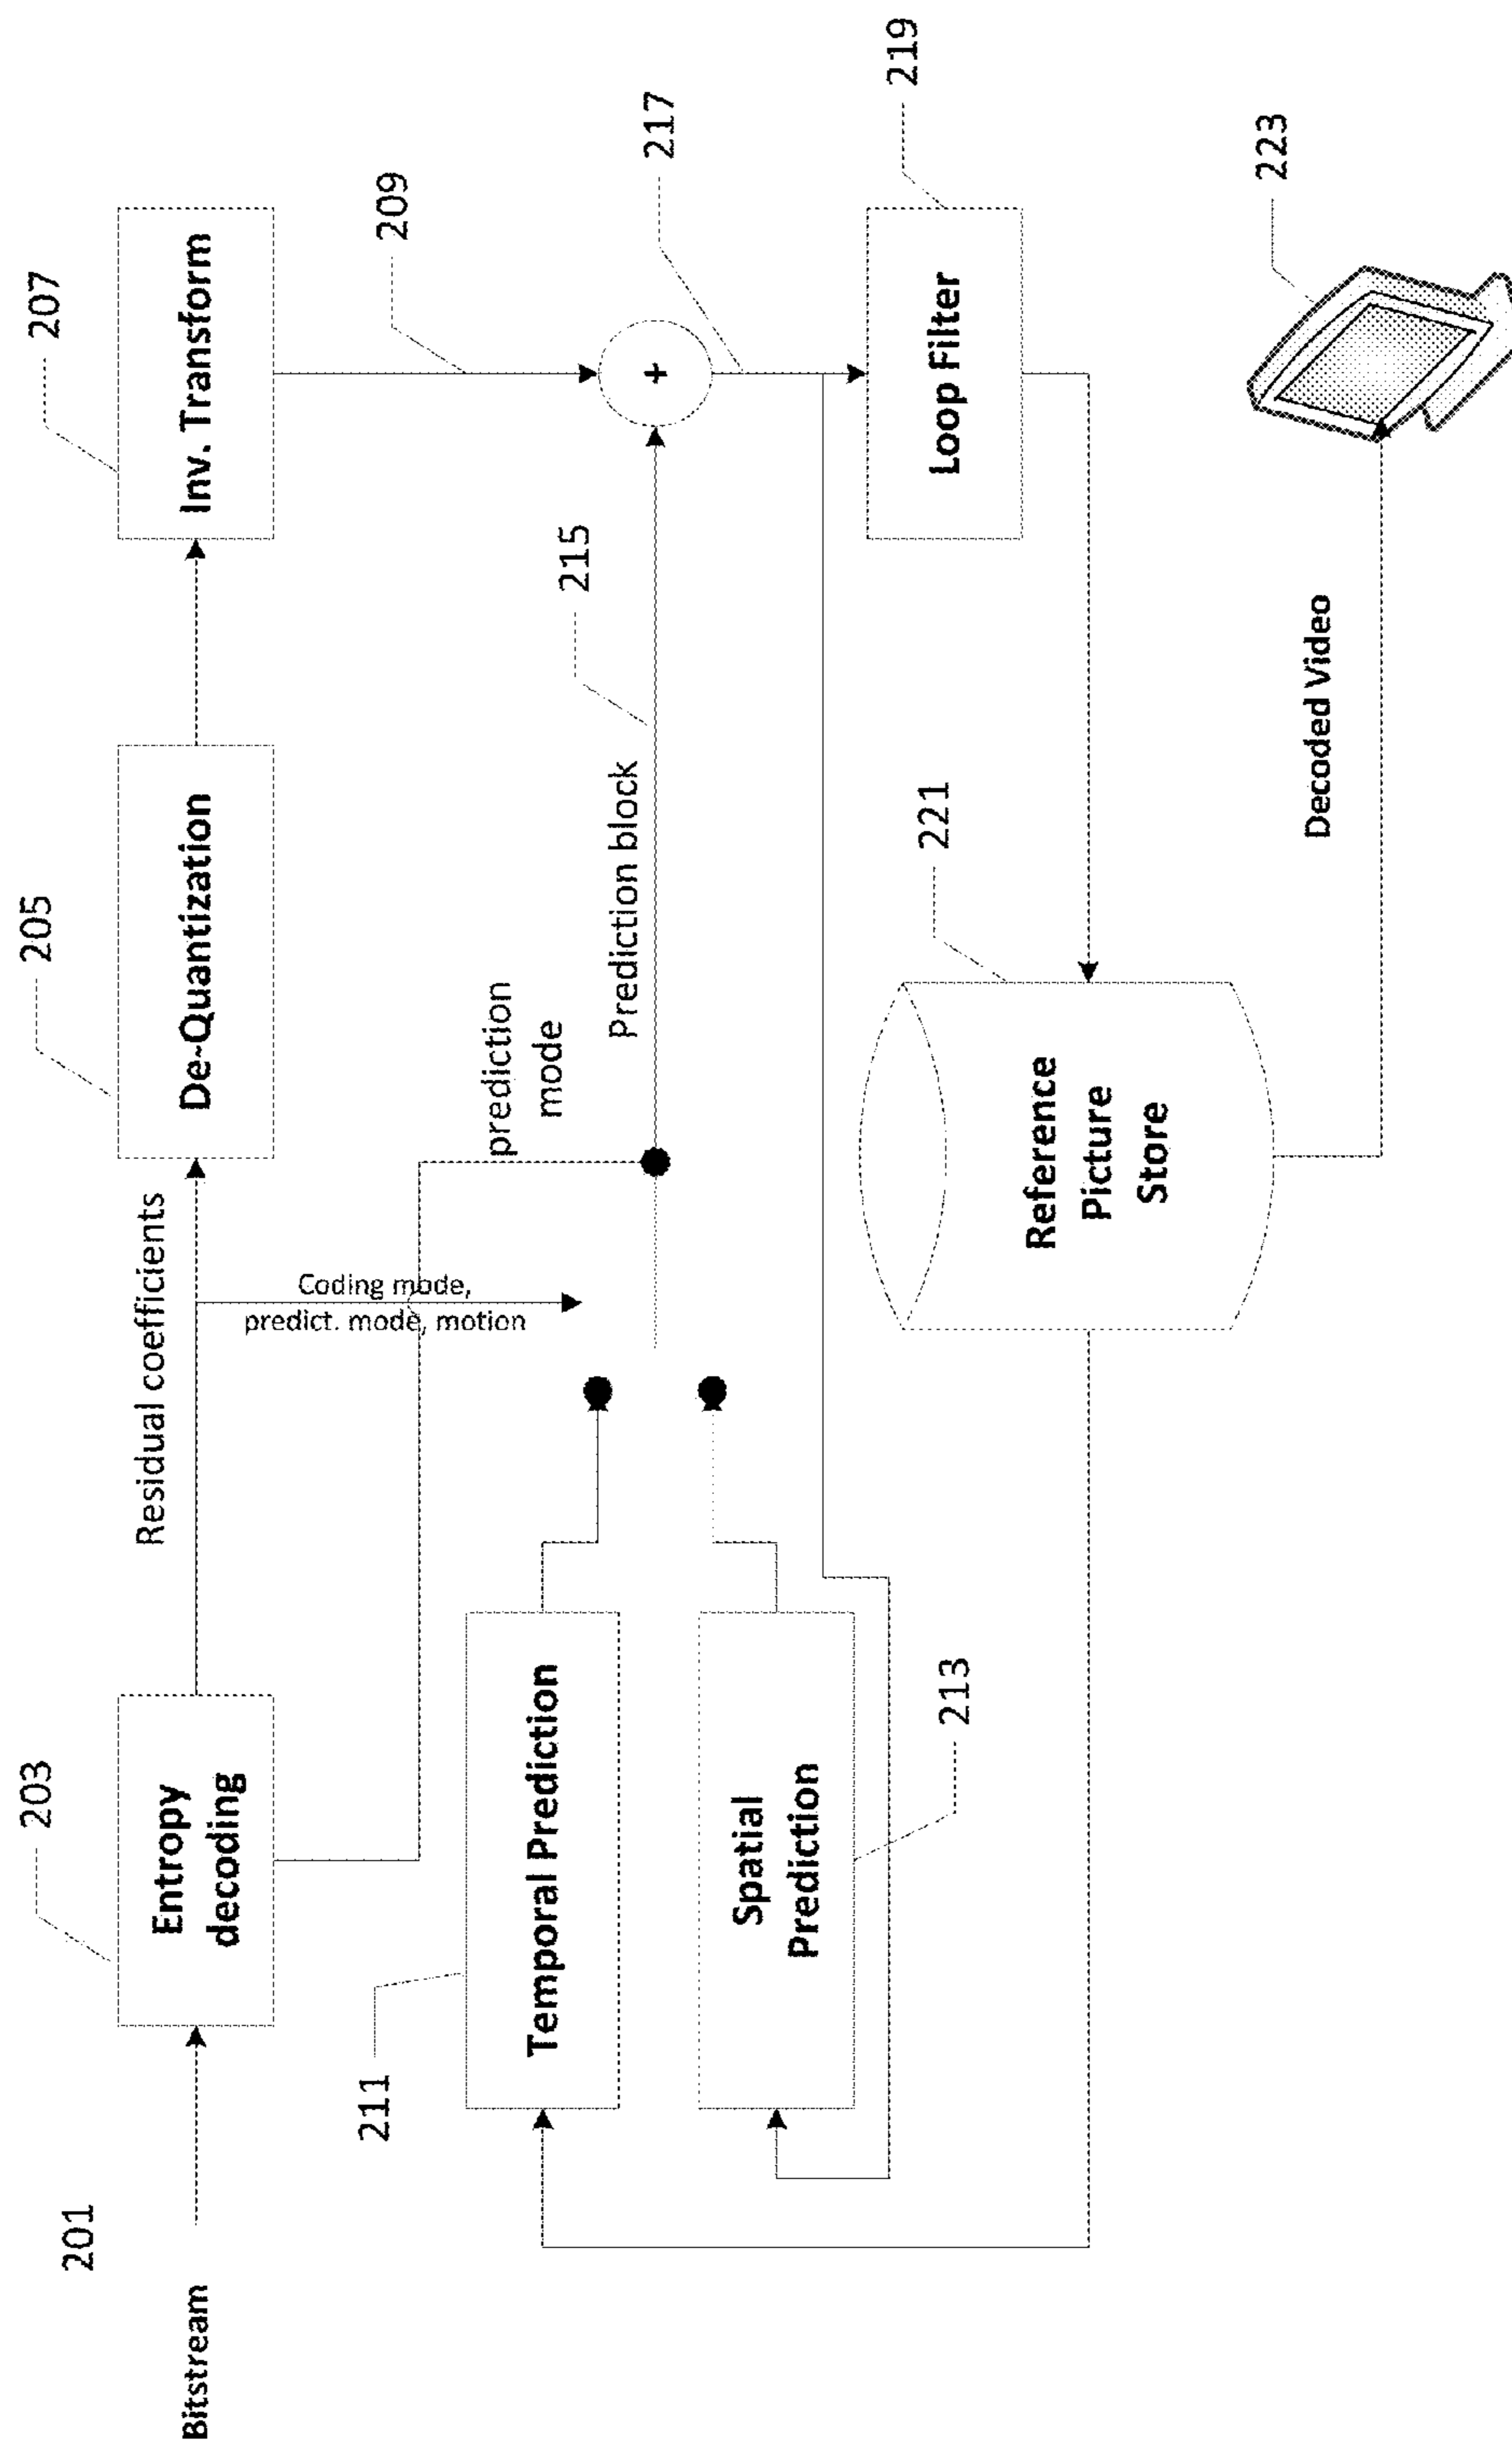 201
Bitstream
203
Entropy
decoding
Residual coefficients
205
De-Quantization
207
Inv. Transform
209
Coding mode,
predict. mode, motion
prediction
mode
211
Temporal Prediction
Prediction block
215
+
217
Spatial
Prediction
213
Loop Filter
219
221
Reference
Picture
Store
Decoded Video
223